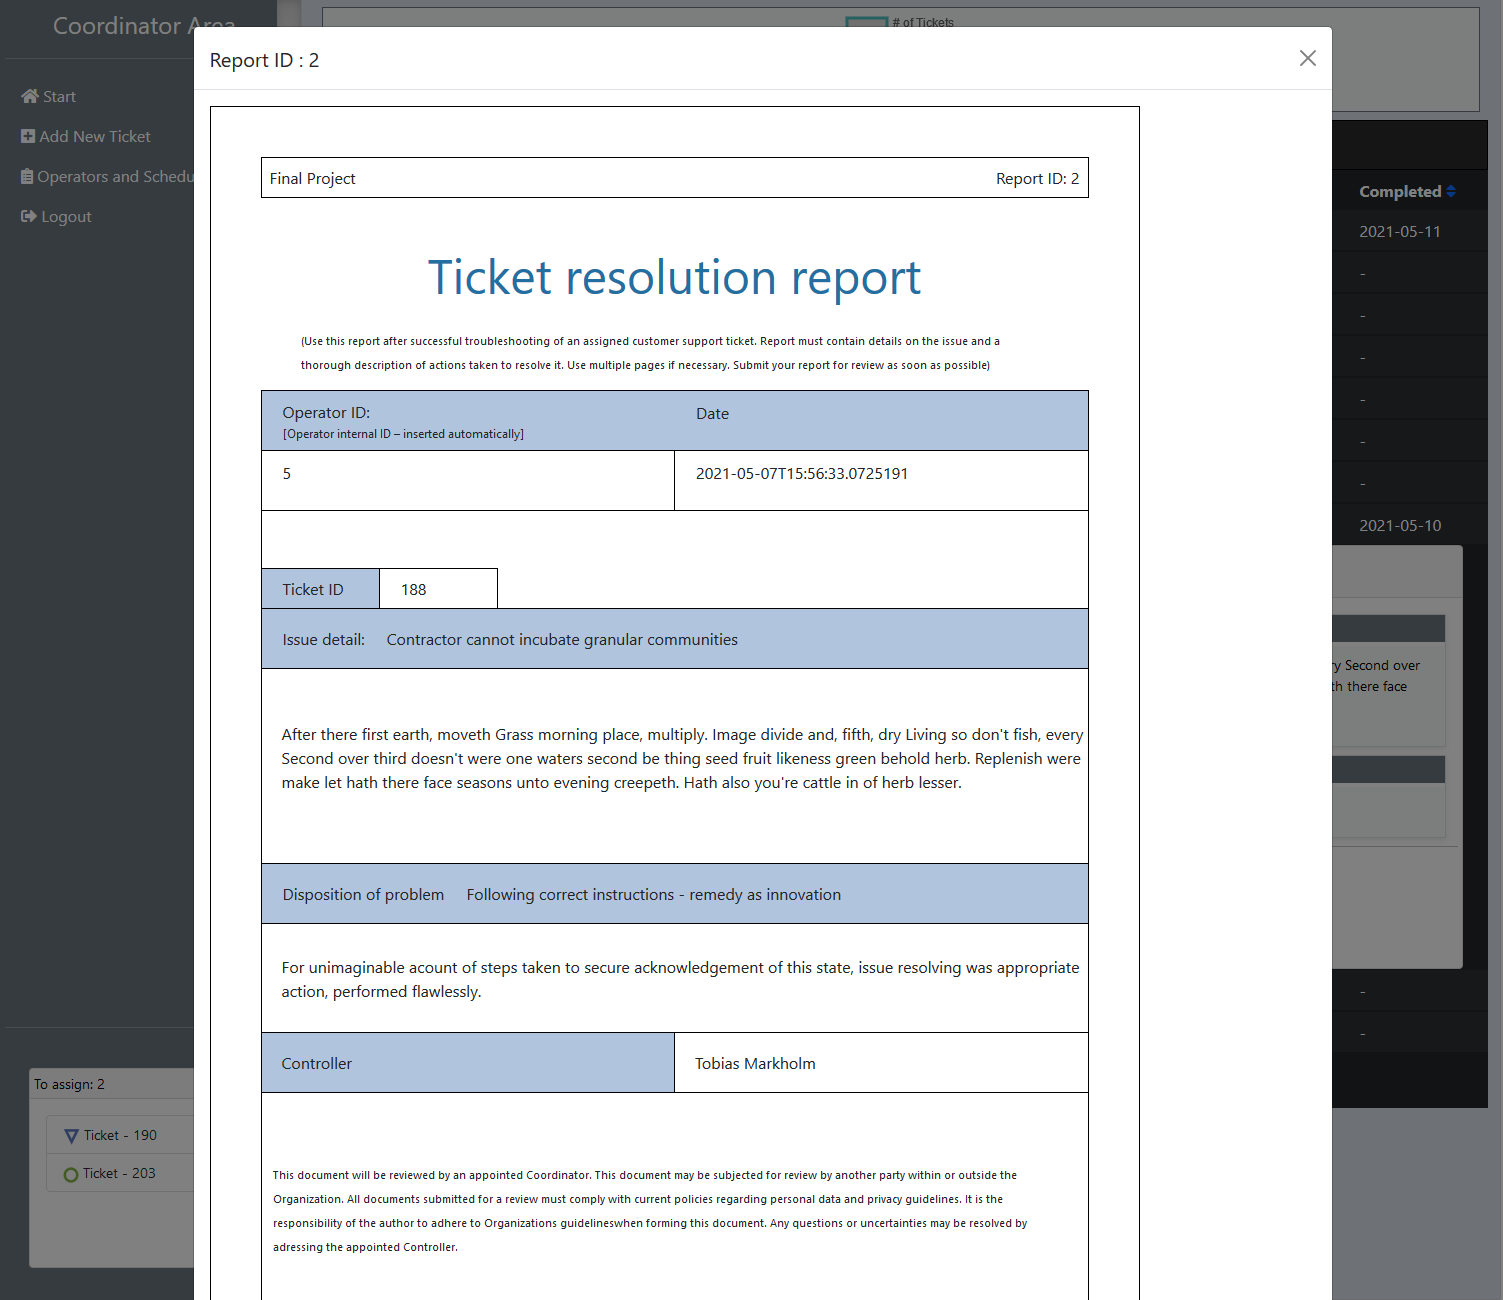 Coordinator Area
Start
Add New Ticket
Operators and Schedu
Logout
# of Tickets
Report ID : 2
Final Project
Report ID: 2
Ticket resolution report
(Use this report after successful troubleshooting of an assigned customer support ticket. Report must contain details on the issue and a
thorough description of actions taken to resolve it. Use multiple pages if necessary. Submit your report for review as soon as possible)
Operator ID:
[Operator internal ID – inserted automatically]
Date
5
2021-05-07T15:56:33.0725191
Ticket ID
188
Issue detail: Contractor cannot incubate granular communities
After there first earth, moveth Grass morning place, multiply. Image divide and, fifth, dry Living so don't fish, every
Second over third doesn't were one waters second be thing seed fruit likeness green behold herb. Replenish were
make let hath there face seasons unto evening creepeth. Hath also you're cattle in of herb lesser.
Disposition of problem Following correct instructions - remedy as innovation
For unimaginable acount of steps taken to secure acknowledgement of this state, issue resolving was appropriate
action, performed flawlessly.
Controller
Tobias Markholm
This document will be reviewed by an appointed Coordinator. This document may be subjected for review by another party within or outside the
Organization. All documents submitted for a review must comply with current policies regarding personal data and privacy guidelines. It is the
responsibility of the author to adhere to Organizations guidelineswhen forming this document. Any questions or uncertainties may be resolved by
adressing the appointed Controller.
Completed
2021-05-11
-
-
-
-
-
-
2021-05-10
ry Second over
th there face
-
-
To assign: 2
Ticket - 190
Ticket - 203